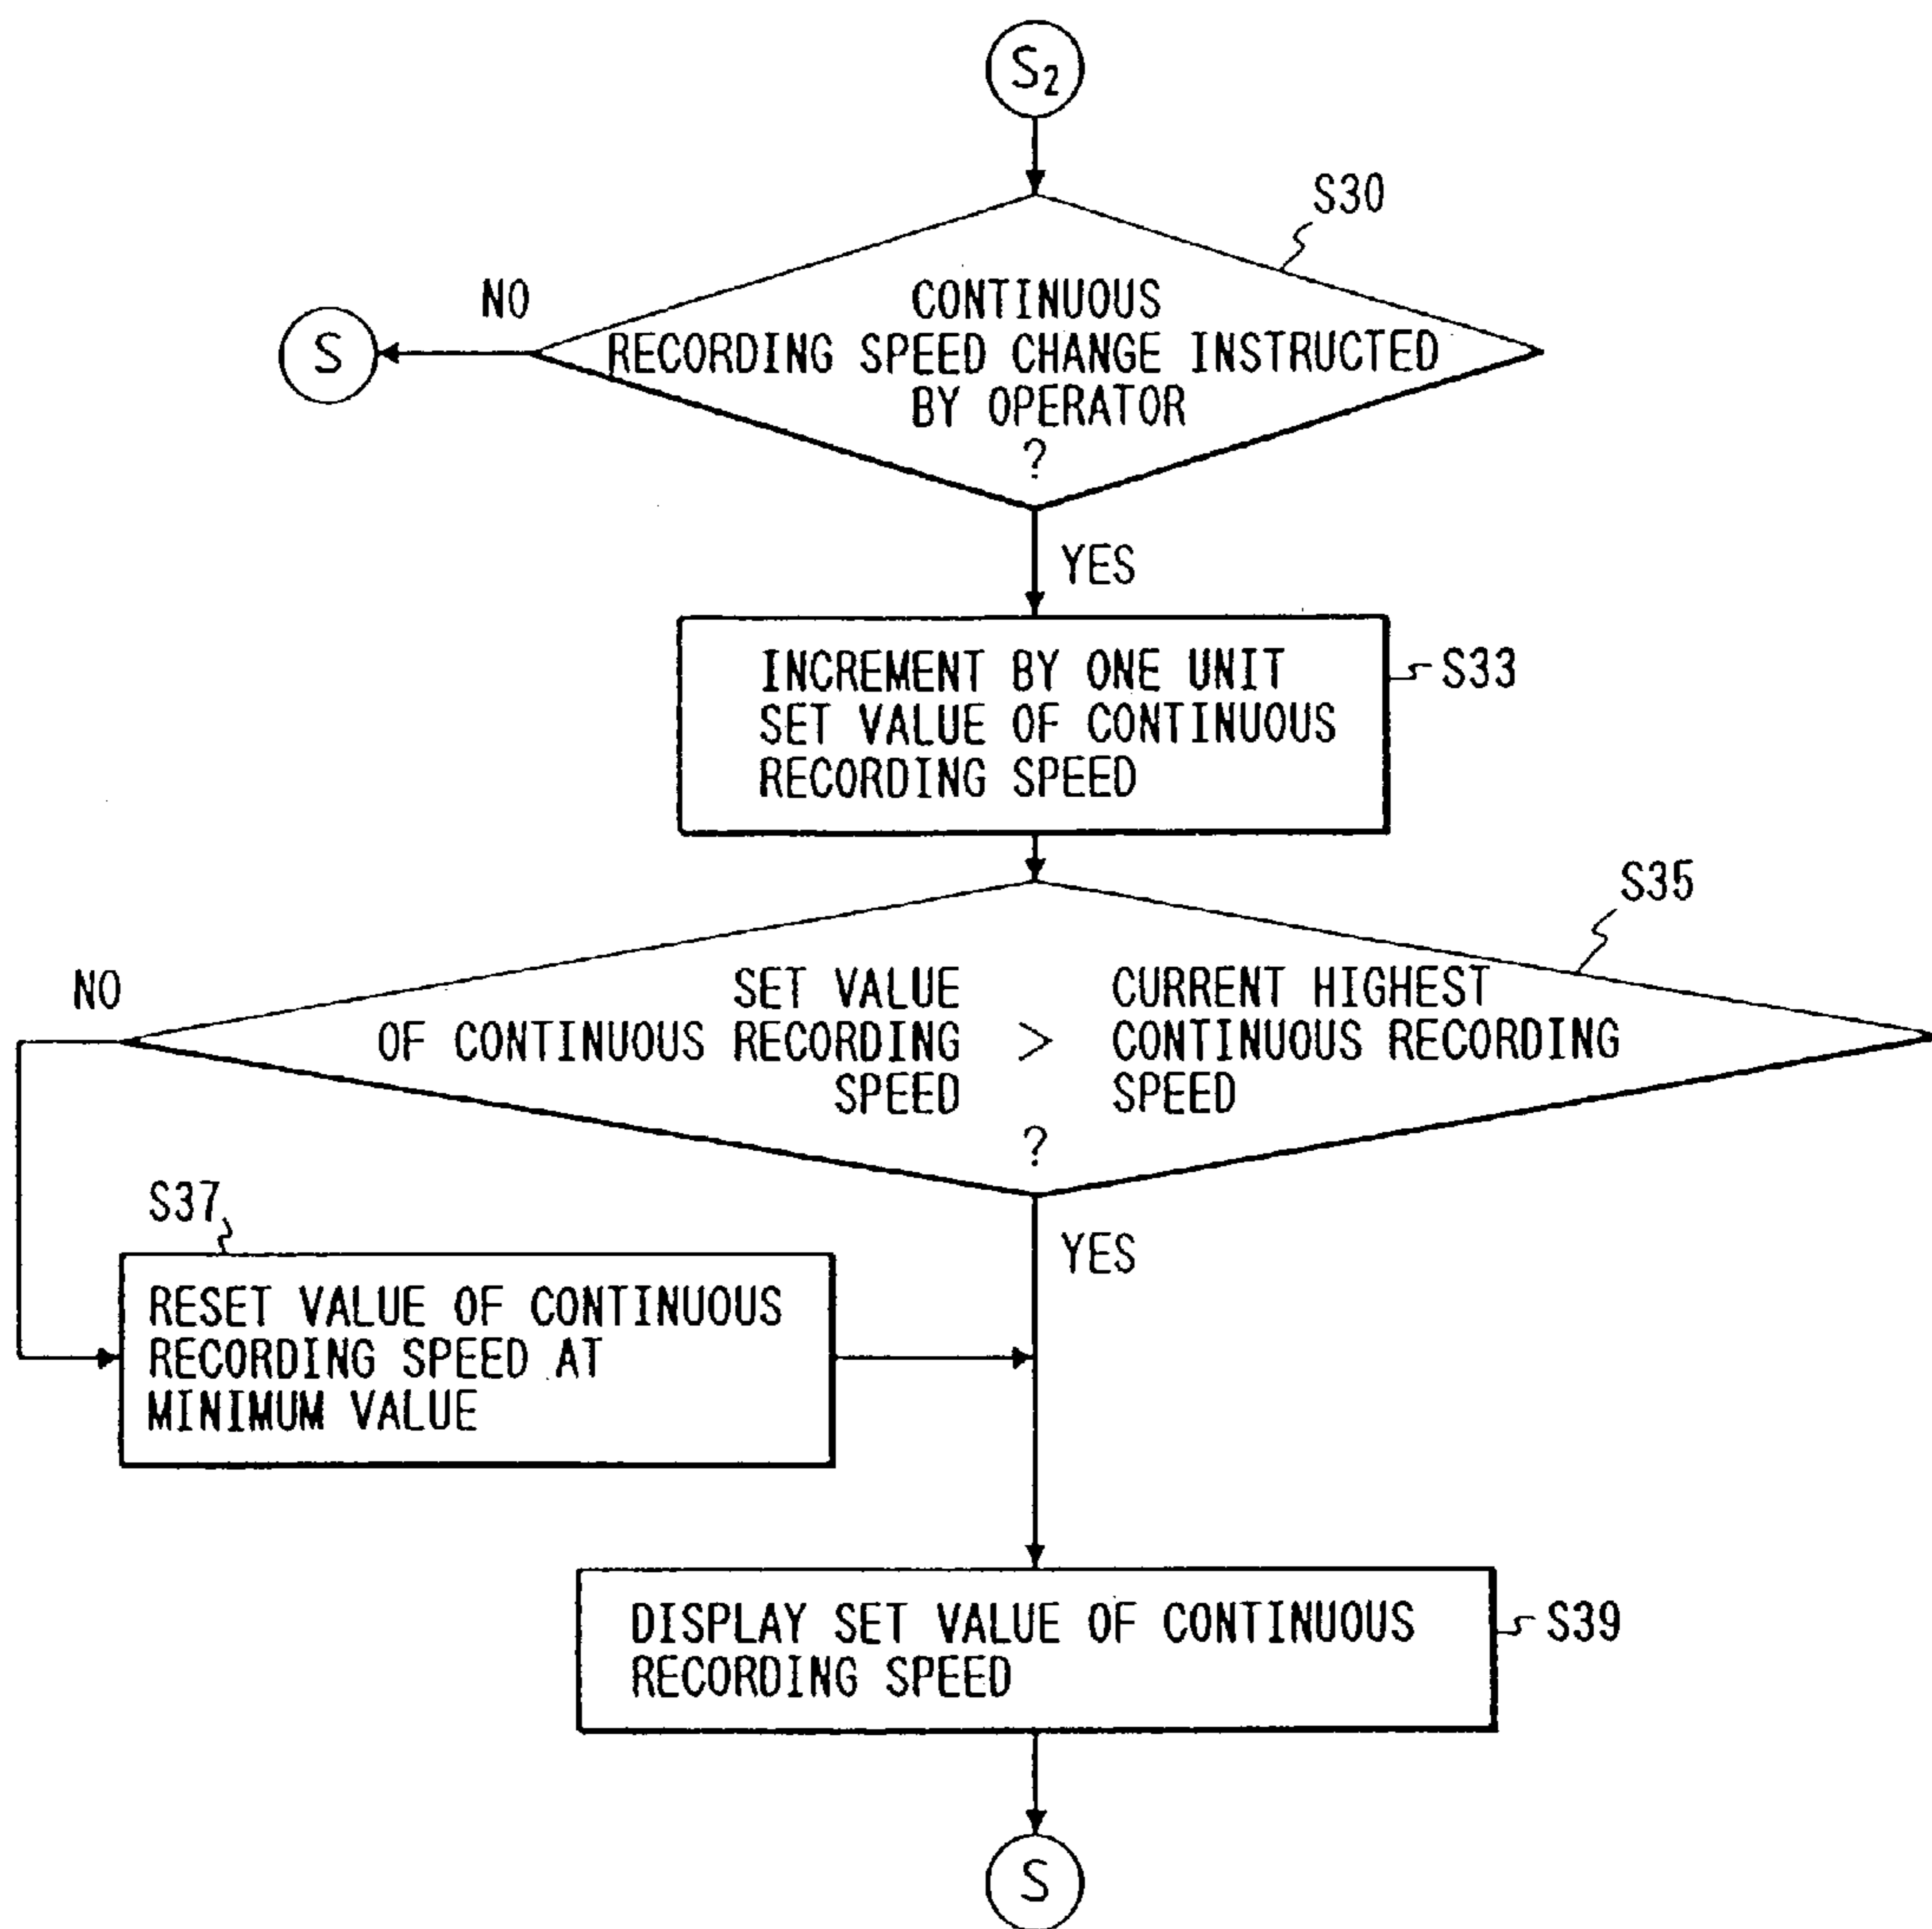 S2
S30
NO
S
CONTINUOUS
RECORDING SPEED CHANGE INSTRUCTED
BY OPERATOR
?
YES
INCREMENT BY ONE UNIT
SET VALUE OF CONTINUOUS
RECORDING SPEED
S33
S35
NO
SET VALUE
OF CONTINUOUS RECORDING
SPEED
>
CURRENT HIGHEST
CONTINUOUS RECORDING
SPEED
?
S37
YES
RESET VALUE OF CONTINUOUS
RECORDING SPEED AT
MINIMUM VALUE
DISPLAY SET VALUE OF CONTINUOUS
RECORDING SPEED
S39
S